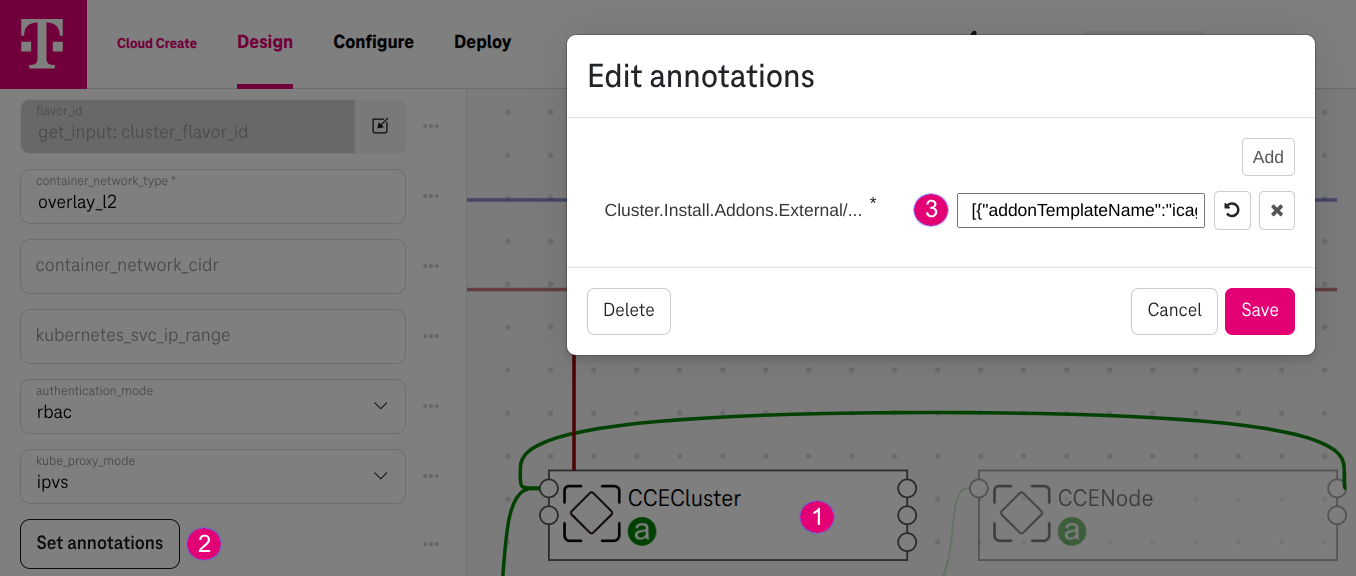 T
Cloud Create
Design
Configure
Deploy
flavor_id
get_input: cluster_flavor_id
container_network_type *
overlay_l2
container_network_cidr
kubernetes_svc_ip_range
authentication_mode
rbac
kube_proxy_mode
ipvs
Set annotations
2
Edit annotations
Add
Cluster.Install.Addons.External/... *
3
[{"addonTemplateName":"icag
Delete
Cancel
Save
CCECluster
a
1
CCENode
a